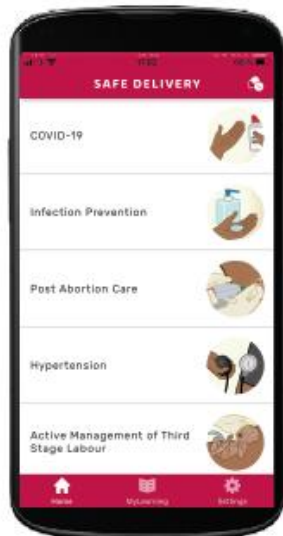 SAFE DELIVERY
COVID-19
Infection Prevention
Post Abortion Care
Hypertension
Active Management of Third
Stage Labour
Home
MyLearning
Settings